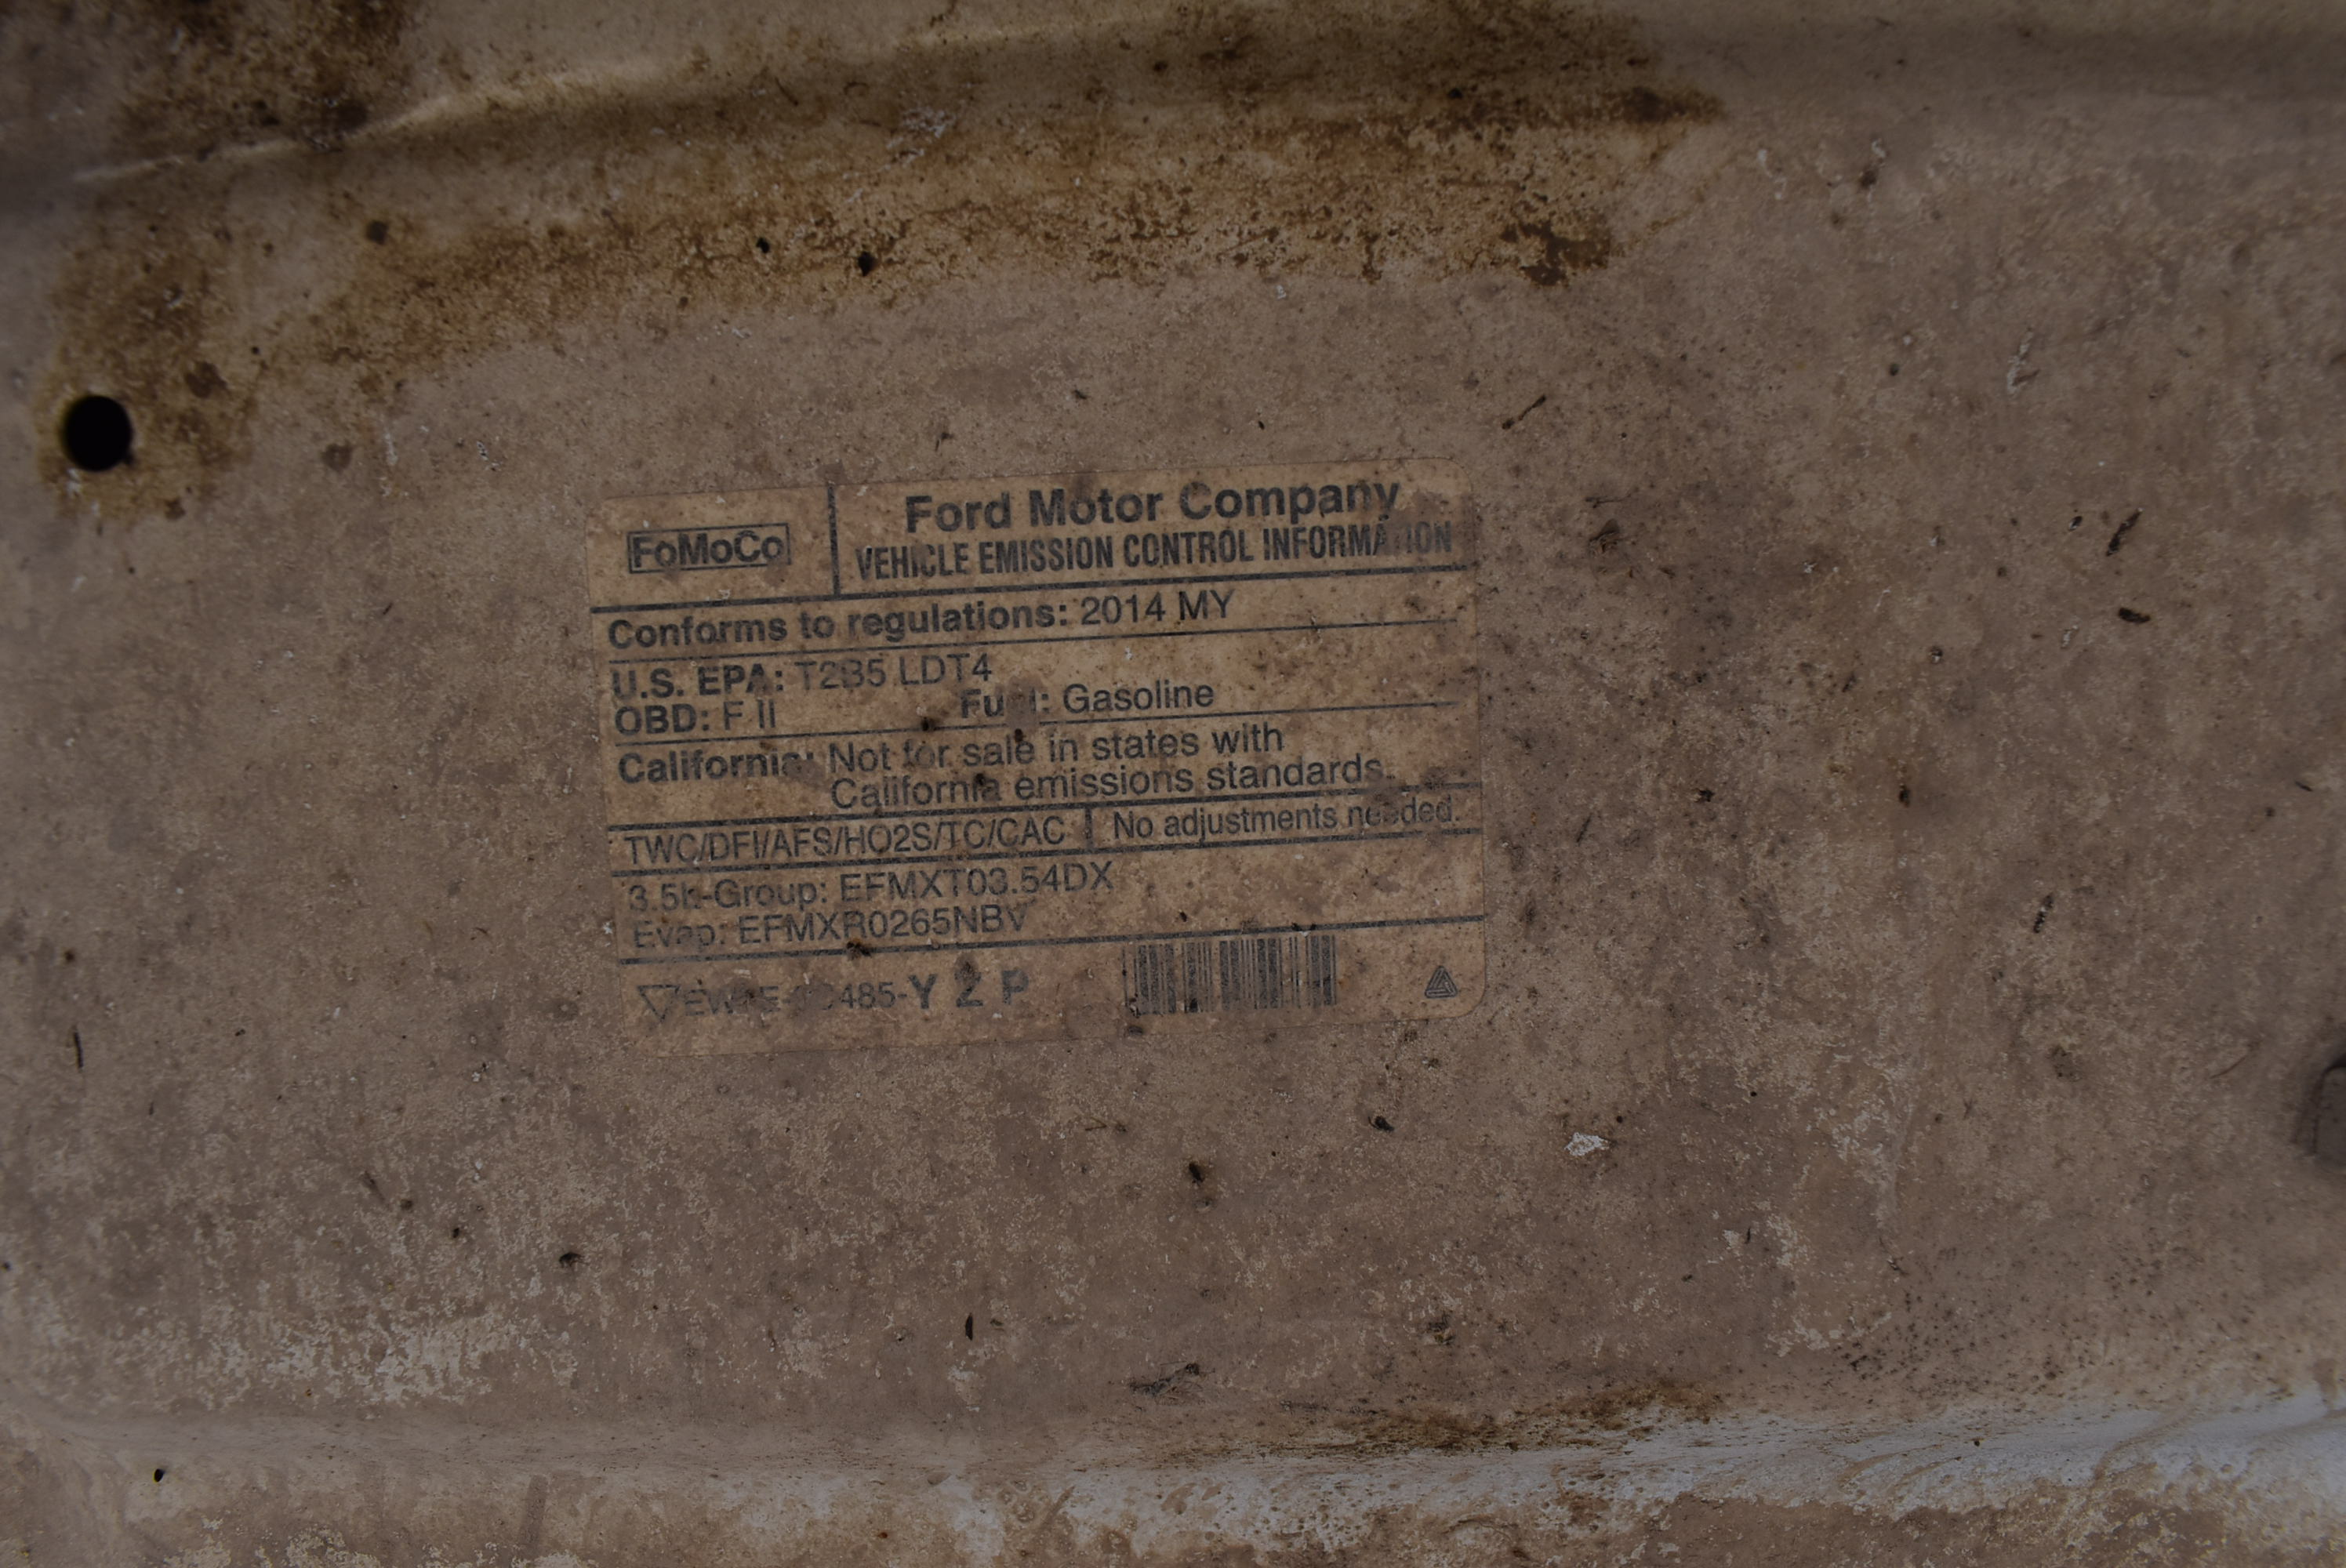 FoMoCo
Ford Motor Company
VEHICLE EMISSION CONTROL INFORMATION
Conforms to regulations: 2014 MY
U.S. EPA: T2B5 LDT4
OBD: F II Fuel: Gasoline
California: Not for sale in states with
California emissions standards.
TWC/DFI/AFS/HO2S/TC/CAC No adjustments needed.
3.5L-Group: EFMXT03.54DX
Evap: EFMXR0265NBV
Y Z P